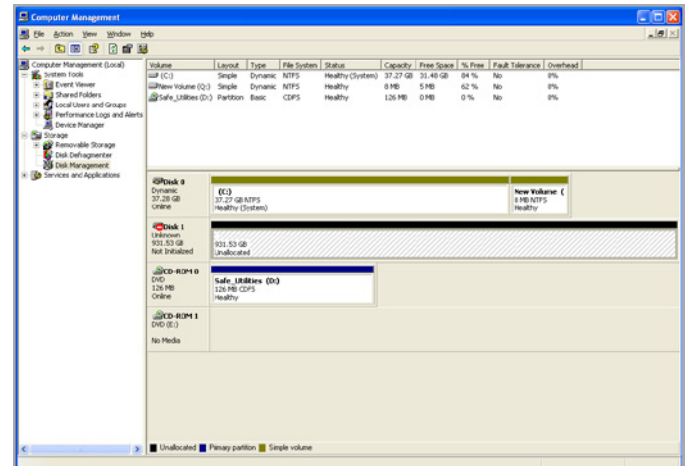 Computer Management
File Action View Window Help
Computer Management (Local)
System Tools
Event Viewer
Shared Folders
Local Users and Groups
Performance Logs and Alerts
Device Manager
Storage
Removable Storage
Disk Defragmenter
Disk Management
Services and Applications
Volume Layout Type File System Status Capacity Free Space % Free Fault Tolerance Overhead
(C:) Simple Dynamic NTFS Healthy (System) 37.27 GB 31.48 GB 84 % No 0%
New Volume (Q:) Simple Dynamic NTFS Healthy 8 MB 5 MB 62 % No 0%
Safe_Utilities (D:) Partition Basic CDFS Healthy 126 MB 0 MB 0 % No 0%
Disk 0
Dynamic
37.28 GB
Online
(C:)
37.27 GB NTFS
Healthy (System)
New Volume (
8 MB NTFS
Healthy
Disk 1
Unknown
931.53 GB
Not Initialized
931.53 GB
Unallocated
CD-ROM 0
DVD
126 MB
Online
Safe_Utilities (D:)
126 MB CDFS
Healthy
CD-ROM 1
DVD (E:)
No Media
Unallocated Primary partition Simple volume